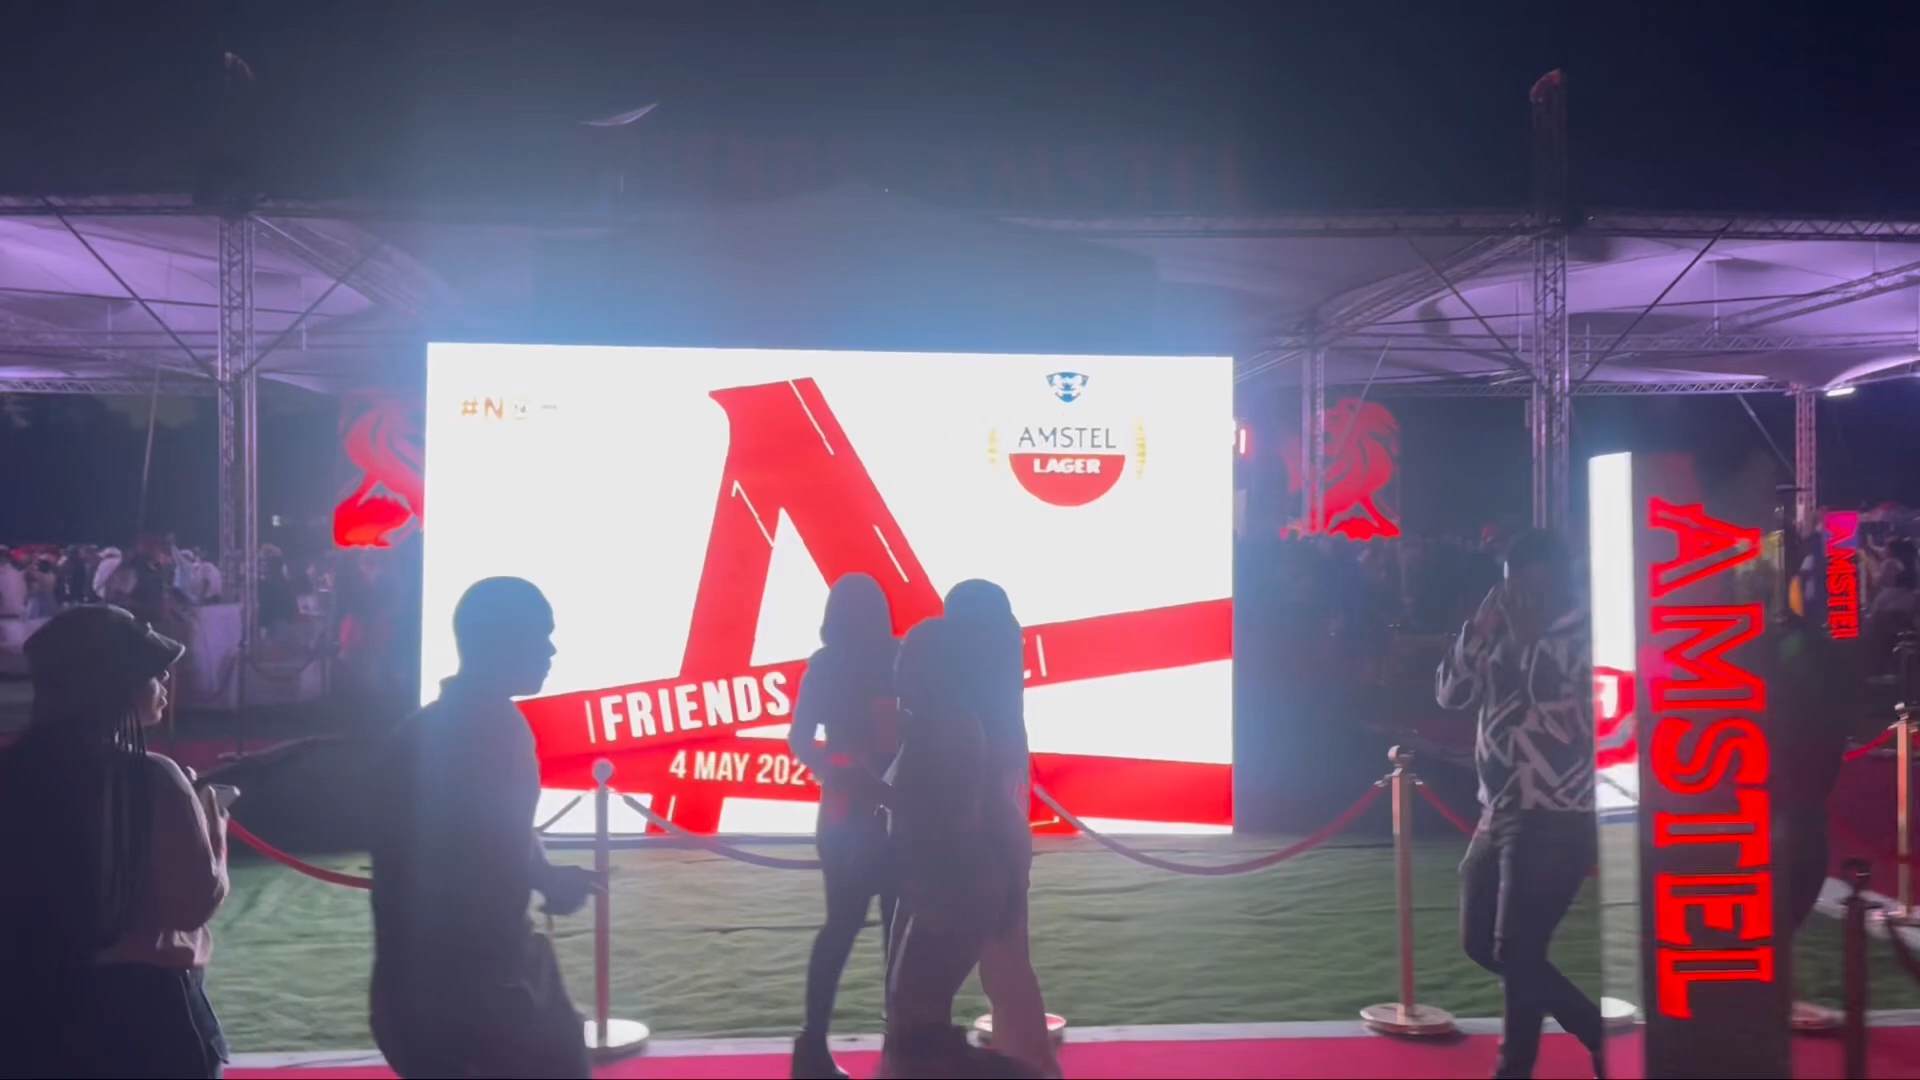 #N
AMSTEL
LAGER
FRIENDS
4 MAY 202
AMSTEL
AMSTEL